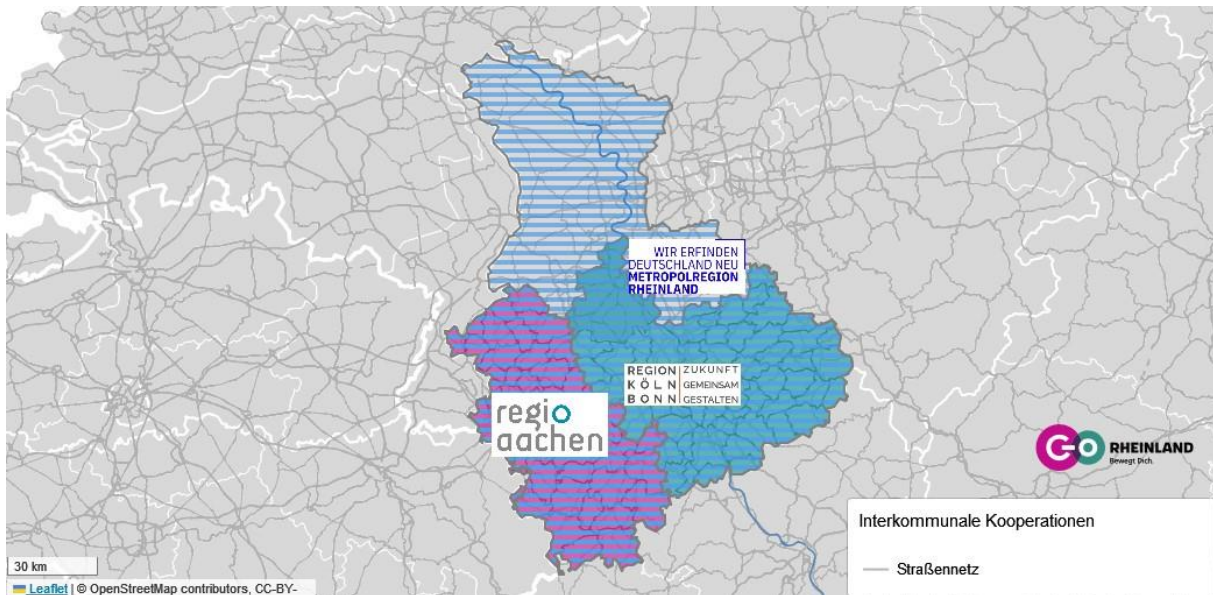 WIR ERFINDEN
DEUTSCHLAND NEU
METROPOLREGION
RHEINLAND
REGION
KÖLN
BONN
ZUKUNFT
GEMEINSAM
GESTALTEN
regio
aachen
GO RHEINLAND
Bewegt Dich.
Interkommunale Kooperationen
Straßennetz
30 km
Leaflet | © OpenStreetMap contributors, CC-BY-